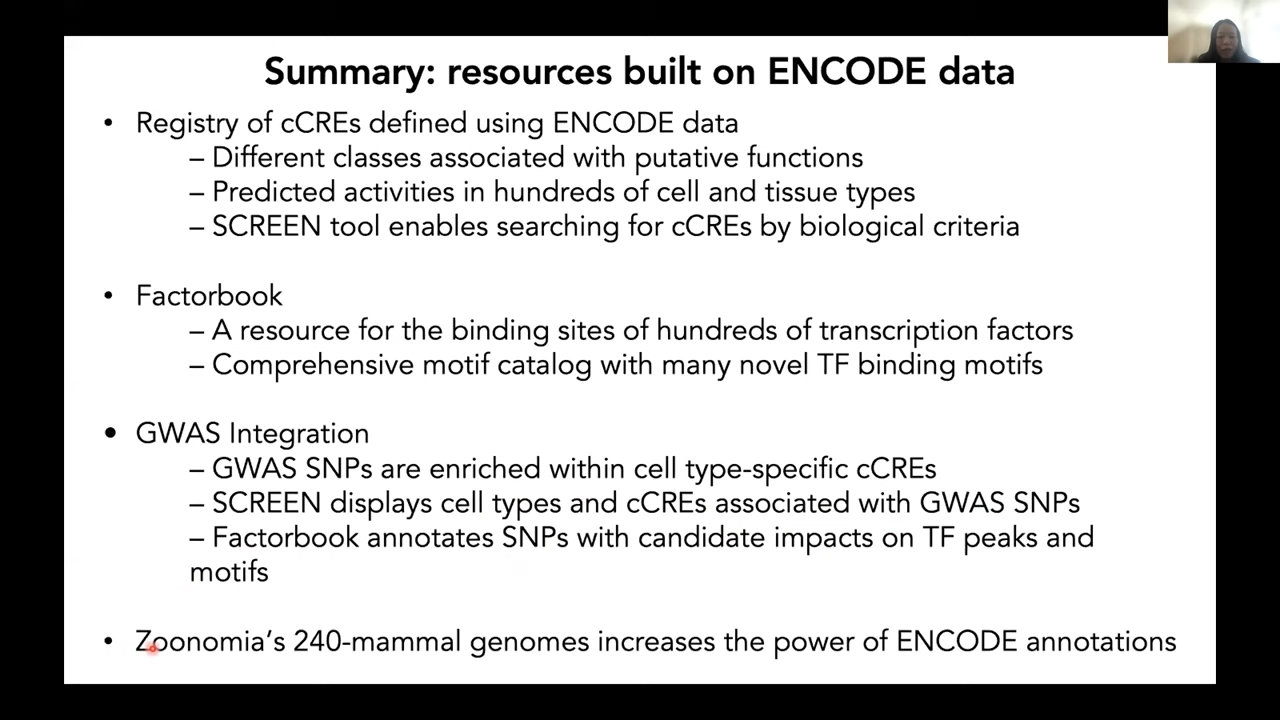 Summary: resources built on ENCODE data
• Registry of cCREs defined using ENCODE data
– Different classes associated with putative functions
– Predicted activities in hundreds of cell and tissue types
– SCREEN tool enables searching for cCREs by biological criteria
• Factorbook
– A resource for the binding sites of hundreds of transcription factors
– Comprehensive motif catalog with many novel TF binding motifs
• GWAS Integration
– GWAS SNPs are enriched within cell type-specific cCREs
– SCREEN displays cell types and cCREs associated with GWAS SNPs
– Factorbook annotates SNPs with candidate impacts on TF peaks and
motifs
• Zoonomia’s 240-mammal genomes increases the power of ENCODE annotations